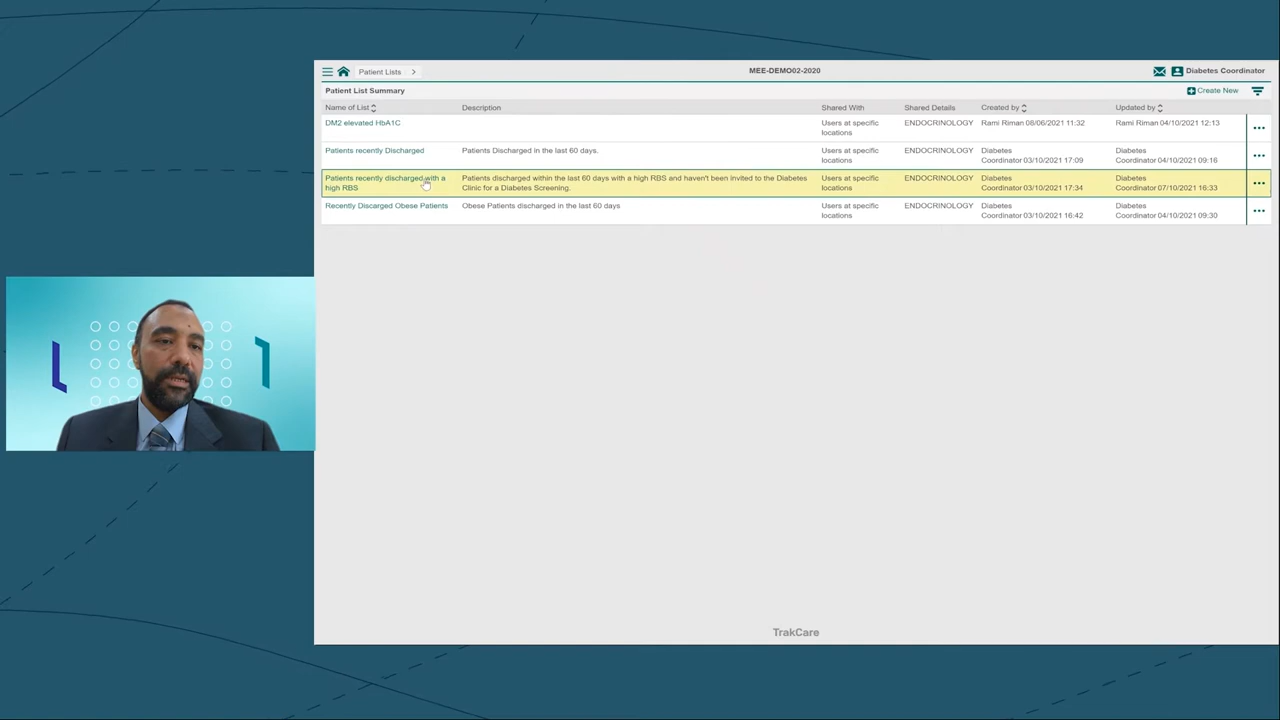 Patient Lists
MEE-DEMO02-2020
Diabetes Coordinator
Patient List Summary
Create New
Name of List
Description
Shared With
Shared Details
Created by
Updated by
DM2 elevated HbA1C
Users at specific
locations
ENDOCRINOLOGY
Rami Riman 08/06/2021 11:32
Rami Riman 04/10/2021 12:13
Patients recently Discharged
Patients Discharged in the last 60 days.
Users at specific
locations
ENDOCRINOLOGY
Diabetes
Coordinator 03/10/2021 17:09
Diabetes
Coordinator 04/10/2021 09:16
Patients recently discharged with a
high RBS
Patients discharged within the last 60 days with a high RBS and haven't been invited to the Diabetes
Clinic for a Diabetes Screening.
Users at specific
locations
ENDOCRINOLOGY
Diabetes
Coordinator 03/10/2021 17:34
Diabetes
Coordinator 07/10/2021 16:33
Recently Discarged Obese Patients
Obese Patients discharged in the last 60 days
Users at specific
locations
ENDOCRINOLOGY
Diabetes
Coordinator 03/10/2021 16:42
Diabetes
Coordinator 04/10/2021 09:30
TrakCare